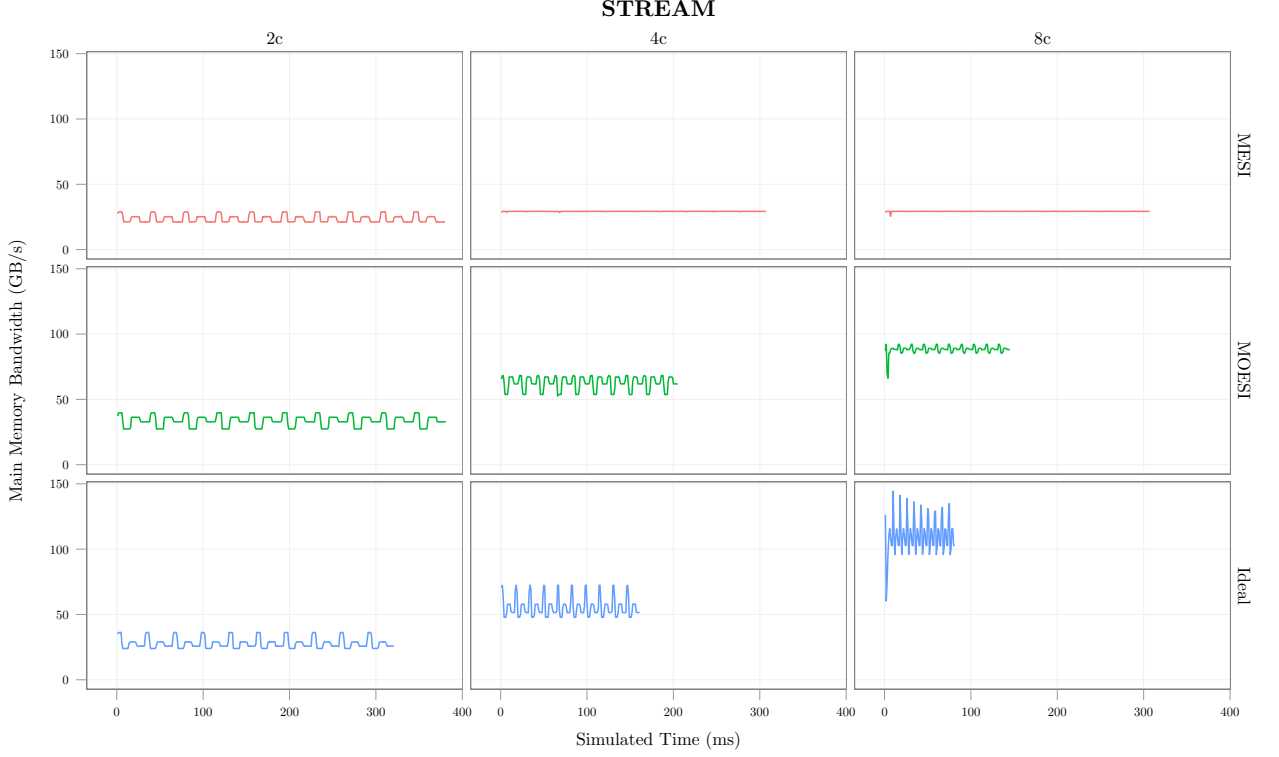 STREAM
2c 4c 8c
150
100
50
0
MESI
150
100
50
0
MOESI
150
100
50
0
Ideal
Main Memory Bandwidth (GB/s)
0 100 200 300 400 0 100 200 300 400 0 100 200 300 400
Simulated Time (ms)